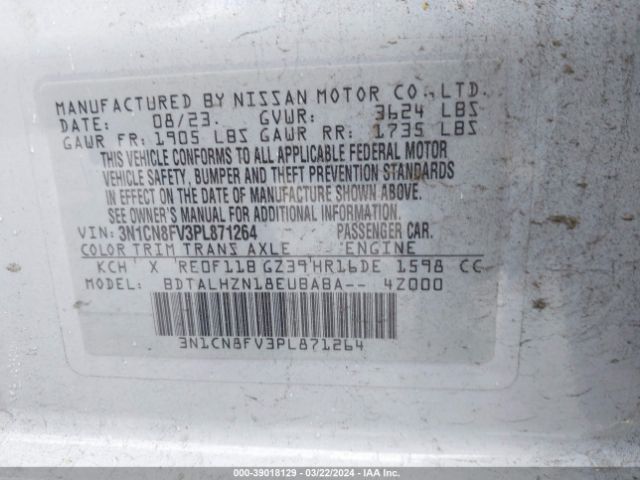 MANUFACTURED BY NISSAN MOTOR CO., LTD.
DATE: 08/23. GVWR: 3624 LBS
GAWR FR: 1905 LBS GAWR RR: 1735 LBS
THIS VEHICLE CONFORMS TO ALL APPLICABLE FEDERAL MOTOR
VEHICLE SAFETY, BUMPER AND THEFT PREVENTION STANDARDS
IN EFFECT ON THE DATE OF MANUFACTURE SHOWN ABOVE.
SEE OWNER'S MANUAL FOR ADDITIONAL INFORMATION.
VIN: 3N1CN8FV3PL871264 PASSENGER CAR.
COLOR TRIM TRANS AXLE ENGINE
KCH X RE0F11B GZ39 HR16DE 1598 CC
MODEL: BDTALHZN18EUBABA-- 4Z000
3N1CN8FV3PL871264
000-39018129 - 03/22/2024 - IAA Inc.